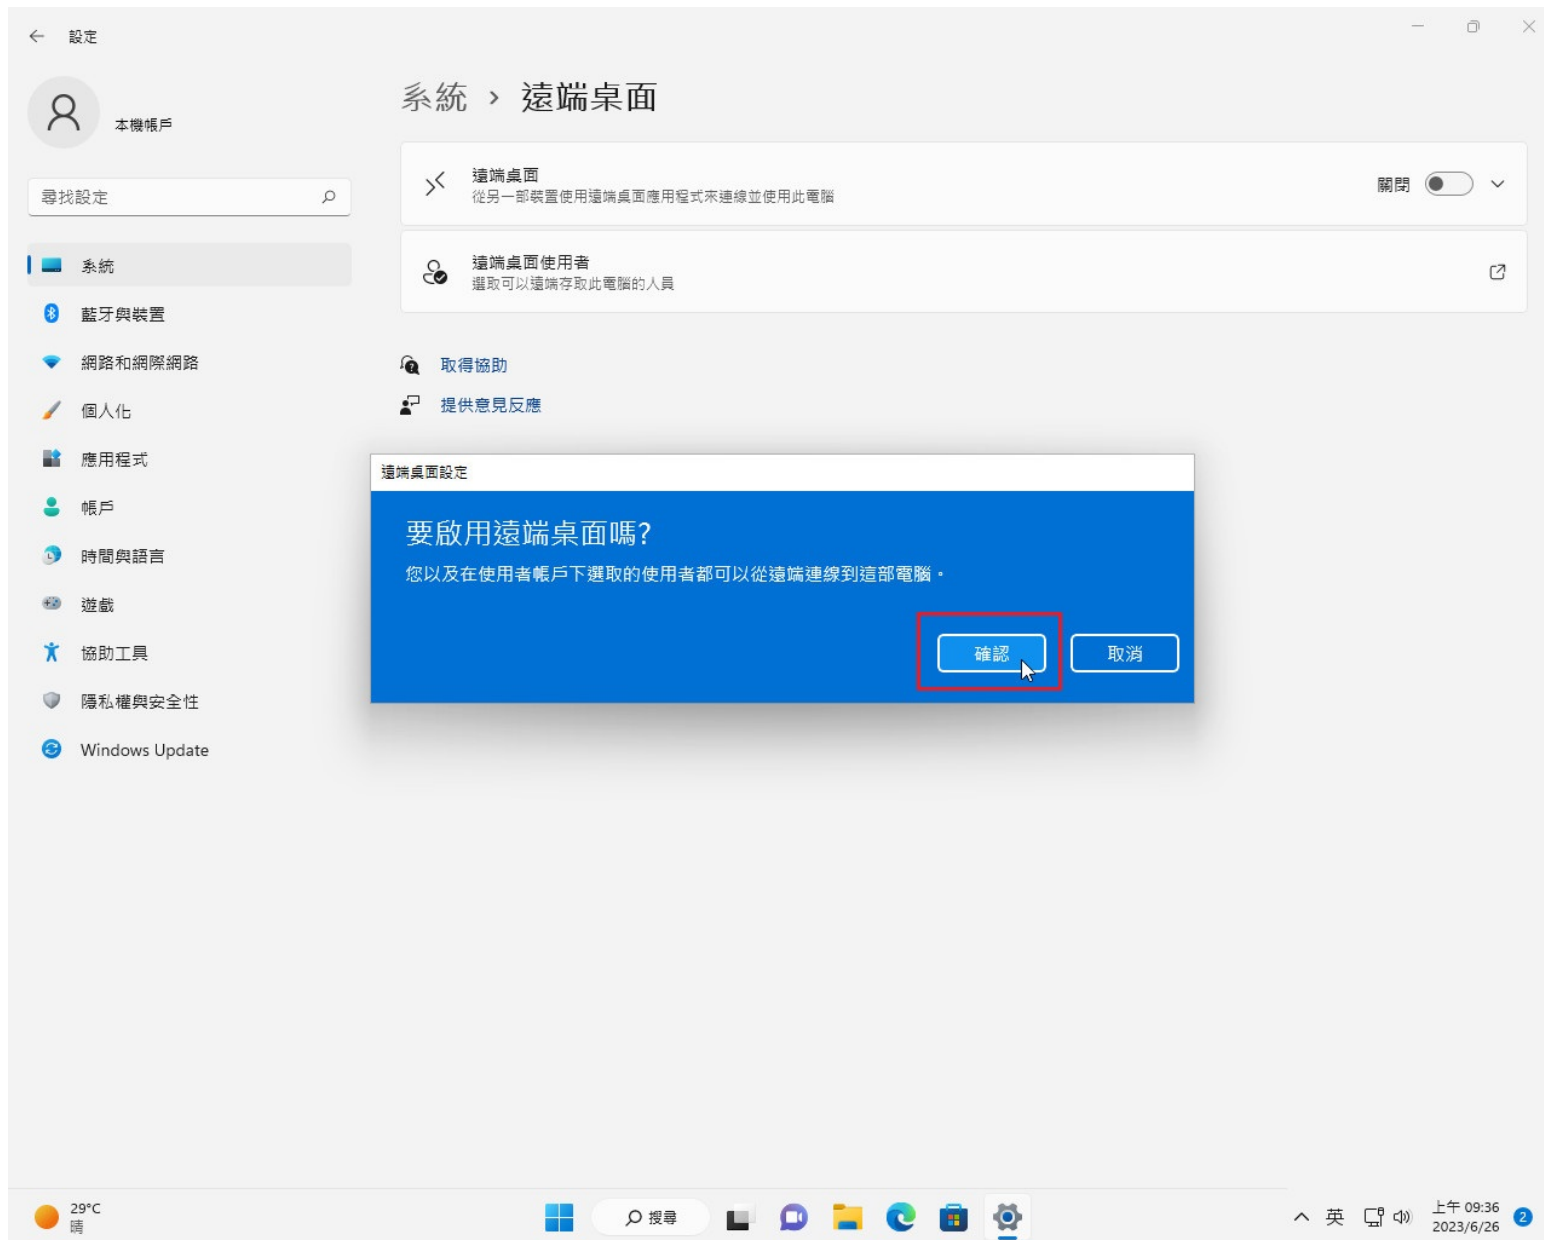 設定
本機帳戶
尋找設定
系統
藍牙與裝置
網路和網際網路
個人化
應用程式
帳戶
時間與語言
遊戲
協助工具
隱私權與安全性
Windows Update
系統 › 遠端桌面
遠端桌面
從另一部裝置使用遠端桌面應用程式來連線並使用此電腦
關閉
遠端桌面使用者
選取可以遠端存取此電腦的人員
取得協助
提供意見反應
遠端桌面設定
要啟用遠端桌面嗎?
您以及在使用者帳戶下選取的使用者都可以從遠端連線到這部電腦。
確認
取消
29°C
晴
搜尋
英
上午 09:36
2023/6/26
2